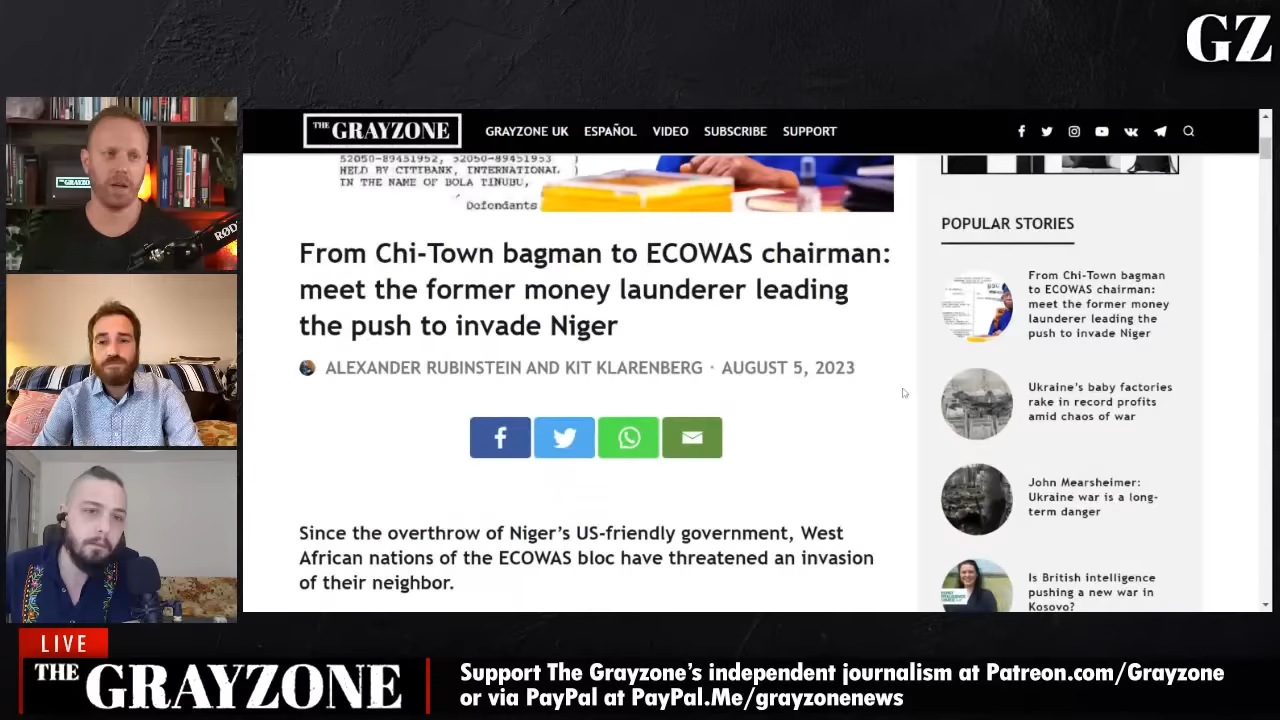 GZ
THE GRAYZONE
GRAYZONE UK
ESPAÑOL
VIDEO
SUBSCRIBE
SUPPORT
52050-89451952, 52050-89451953 )
HELD BY CITIBANK, INTERNATIONAL )
IN THE NAME OF BOLA TINUBU, )
Defendants
From Chi-Town bagman to ECOWAS chairman:
meet the former money launderer leading
the push to invade Niger
ALEXANDER RUBINSTEIN AND KIT KLARENBERG · AUGUST 5, 2023
Since the overthrow of Niger's US-friendly government, West
African nations of the ECOWAS bloc have threatened an invasion
of their neighbor.
POPULAR STORIES
From Chi-Town bagman
to ECOWAS chairman:
meet the former money
launderer leading the
push to invade Niger
Ukraine's baby factories
rake in record profits
amid chaos of war
John Mearsheimer:
Ukraine war is a long-
term danger
Is British intelligence
pushing a new war in
Kosovo?
GRAYZONE
RØD
LIVE
THE GRAYZONE
Support The Grayzone's independent journalism at Patreon.com/Grayzone
or via PayPal at PayPal.Me/grayzonenews